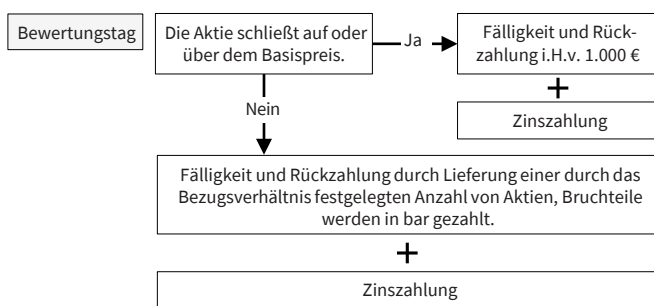 Bewertungstag
Die Aktie schließt auf oder
über dem Basispreis.
Ja
Fälligkeit und Rück-
zahlung i.H.v. 1.000 €
+
Zinszahlung
Nein
Fälligkeit und Rückzahlung durch Lieferung einer durch das
Bezugsverhältnis festgelegten Anzahl von Aktien, Bruchteile
werden in bar gezahlt.
+
Zinszahlung